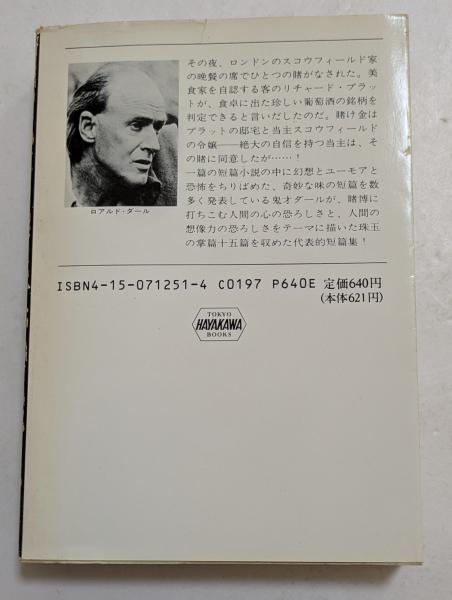 その夜、ロンドンのスコウフィールド家
の晩餐の席でひとつの賭がなされた。美
食家を自認する客のリチャード・プラッ
トが、食卓に出た珍しい葡萄酒の銘柄を
判定できると言いだしたのだ。賭け金は
プラットの邸宅と当主スコウフィールド
の令嬢――絶大の自信を持つ当主は、そ
の賭に同意したが……!
一篇の短篇小説の中に幻想とユーモアと
恐怖をちりばめた、奇妙な味の短篇を数
多く発表している鬼才ダールが、賭博に
打ちこむ人間の心の恐ろしさと、人間の
想像力の恐ろしさをテーマに描いた珠玉
の掌篇十五篇を収めた代表的短篇集!
ロアルド・ダール
ISBN4-15-071251-4 C0197 P640E 定価640円
(本体621円)
TOKYO
HAYAKAWA
BOOKS